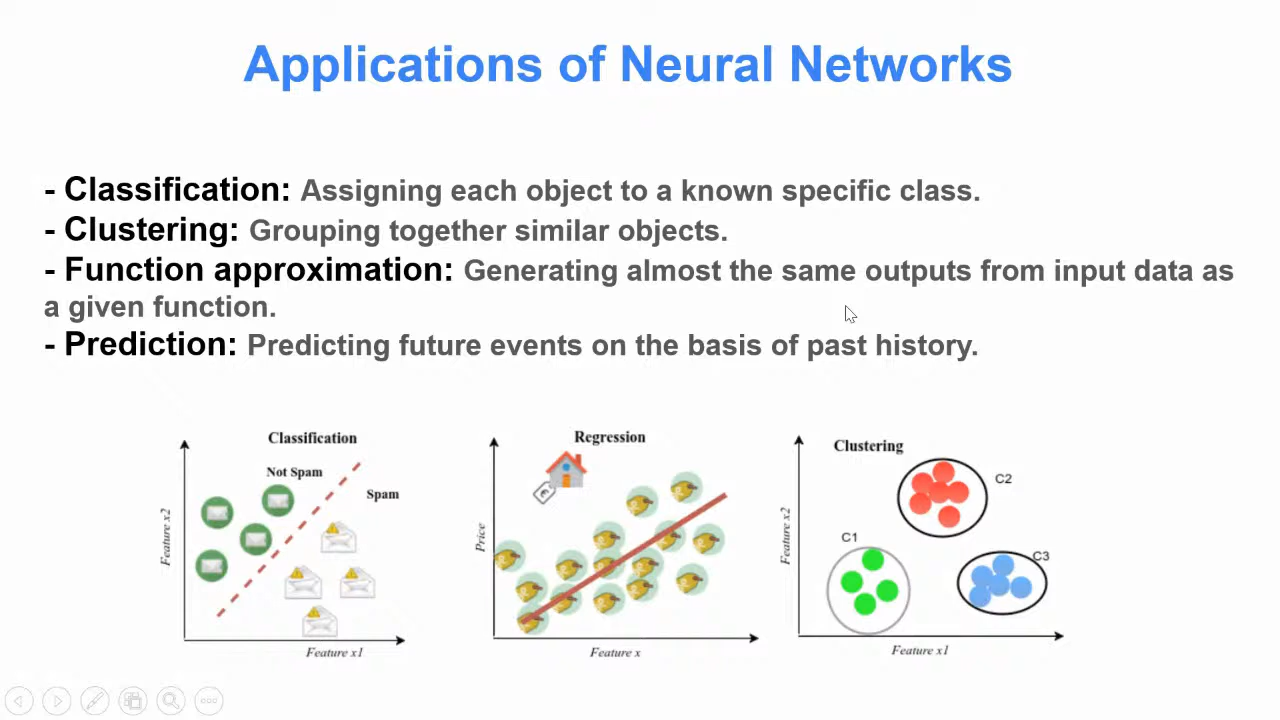 Applications of Neural Networks
- Classification: Assigning each object to a known specific class.
- Clustering: Grouping together similar objects.
- Function approximation: Generating almost the same outputs from input data as
a given function.
- Prediction: Predicting future events on the basis of past history.
Classification
Not Spam
Spam
Feature x2
Feature x1
Regression
Price
Feature x
Clustering
C2
C1
C3
Feature x2
Feature x1